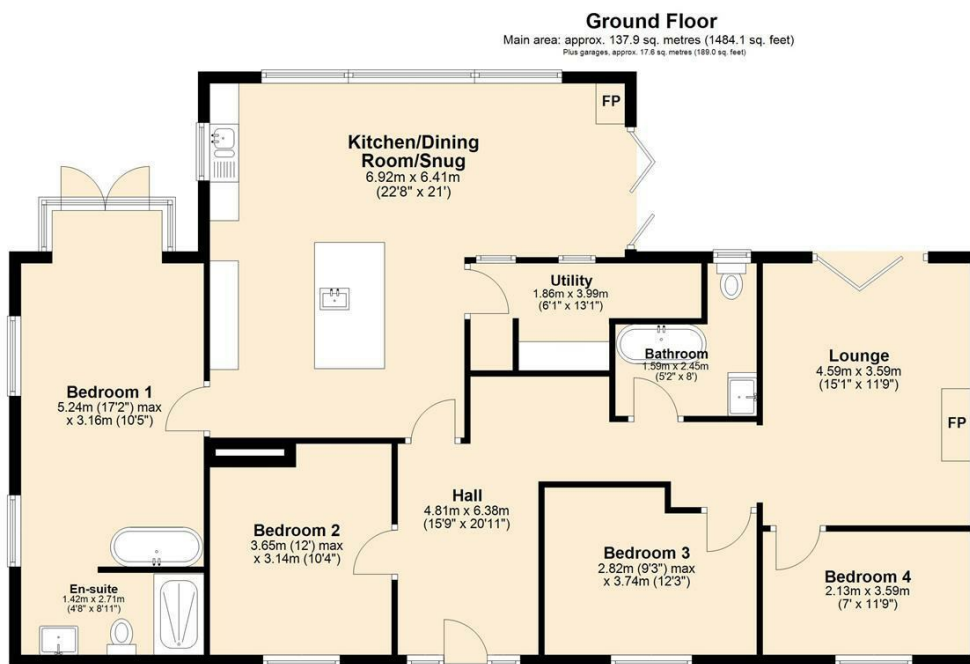 Ground Floor
Main area: approx. 137.9 sq. metres (1484.1 sq. feet)
Plus garages, approx. 17.6 sq. metres (189.0 sq. feet)
FP
Kitchen/Dining
Room/Snug
6.92m x 6.41m
(22'8" x 21')
Utility
1.86m x 3.99m
(6'1" x 13'1")
Bathroom
1.59m x 2.45m
(5'2" x 8')
Lounge
4.59m x 3.59m
(15'1" x 11'9")
FP
Bedroom 1
5.24m (17'2") max
x 3.16m (10'5")
Hall
4.81m x 6.38m
(15'9" x 20'11")
Bedroom 2
3.65m (12') max
x 3.14m (10'4")
Bedroom 3
2.82m (9'3") max
x 3.74m (12'3")
Bedroom 4
2.13m x 3.59m
(7' x 11'9")
En-suite
1.42m x 2.71m
(4'8" x 8'11")